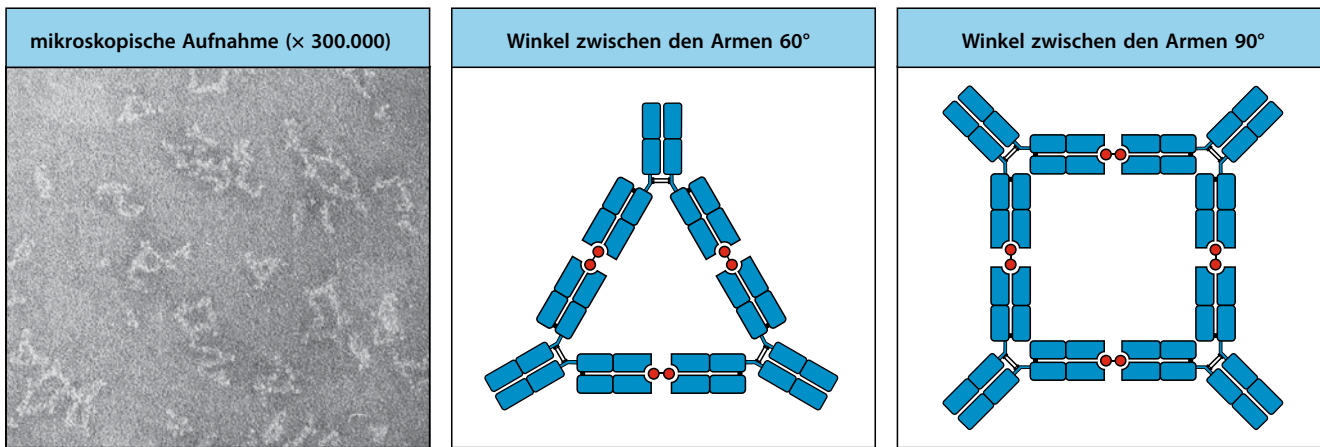 mikroskopische Aufnahme (× 300.000)
Winkel zwischen den Armen 60°
Winkel zwischen den Armen 90°